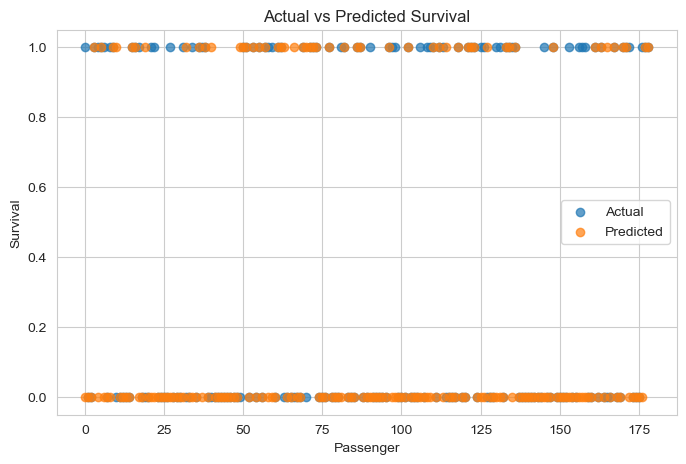 Actual vs Predicted Survival
1.0
0.8
0.6
0.4
0.2
0.0
Survival
Actual
Predicted
0 25 50 75 100 125 150 175
Passenger